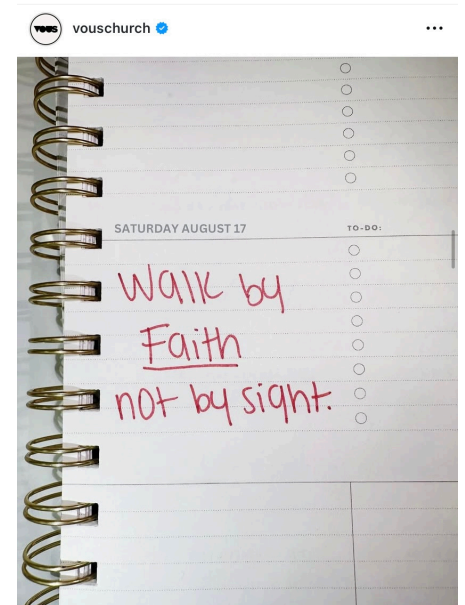 VOUS
vouschurch
SATURDAY AUGUST 17
TO-DO:
Walk by
Faith
not by sight.